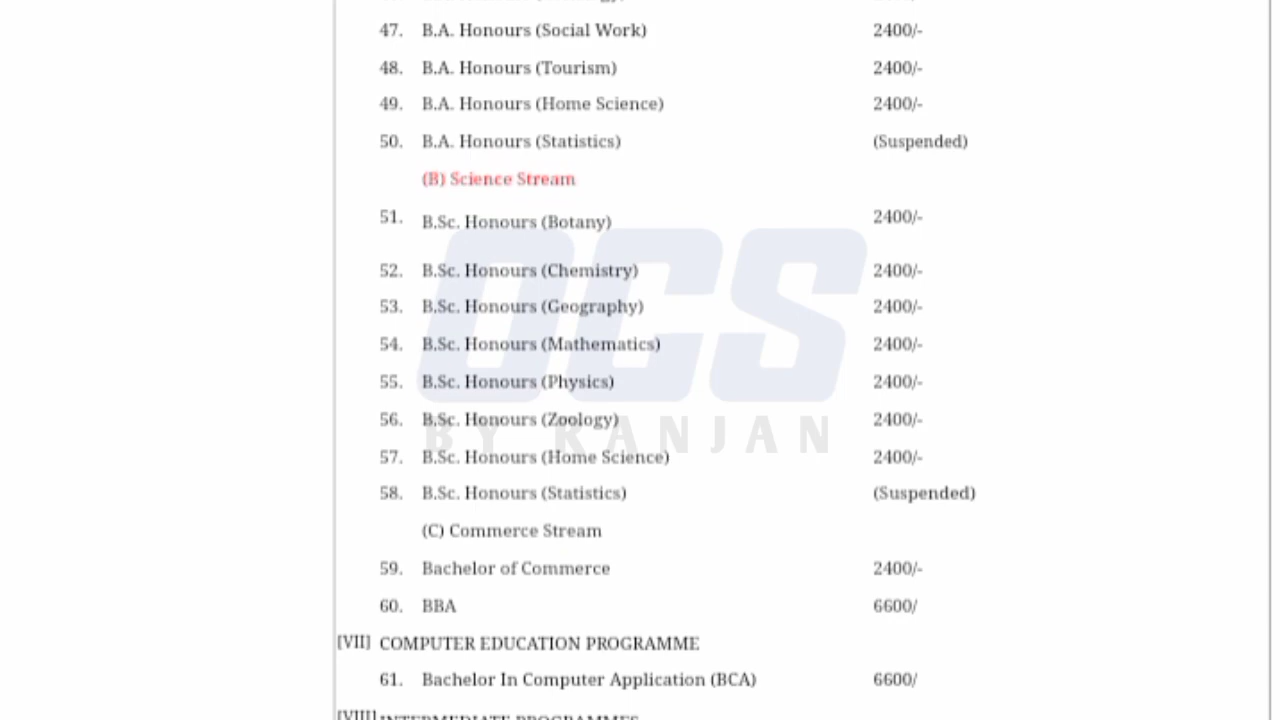 47. B.A. Honours (Social Work) 2400/-
48. B.A. Honours (Tourism) 2400/-
49. B.A. Honours (Home Science) 2400/-
50. B.A. Honours (Statistics) (Suspended)
(B) Science Stream
51. B.Sc. Honours (Botany) 2400/-
52. B.Sc. Honours (Chemistry) 2400/-
53. B.Sc. Honours (Geography) 2400/-
54. B.Sc. Honours (Mathematics) 2400/-
55. B.Sc. Honours (Physics) 2400/-
56. B.Sc. Honours (Zoology) 2400/-
57. B.Sc. Honours (Home Science) 2400/-
58. B.Sc. Honours (Statistics) (Suspended)
(C) Commerce Stream
59. Bachelor of Commerce 2400/-
60. BBA 6600/
[VII] COMPUTER EDUCATION PROGRAMME
61. Bachelor In Computer Application (BCA) 6600/
[VIII] INTERMEDIATE PROGRAMMES
OCS
BY KANJAN